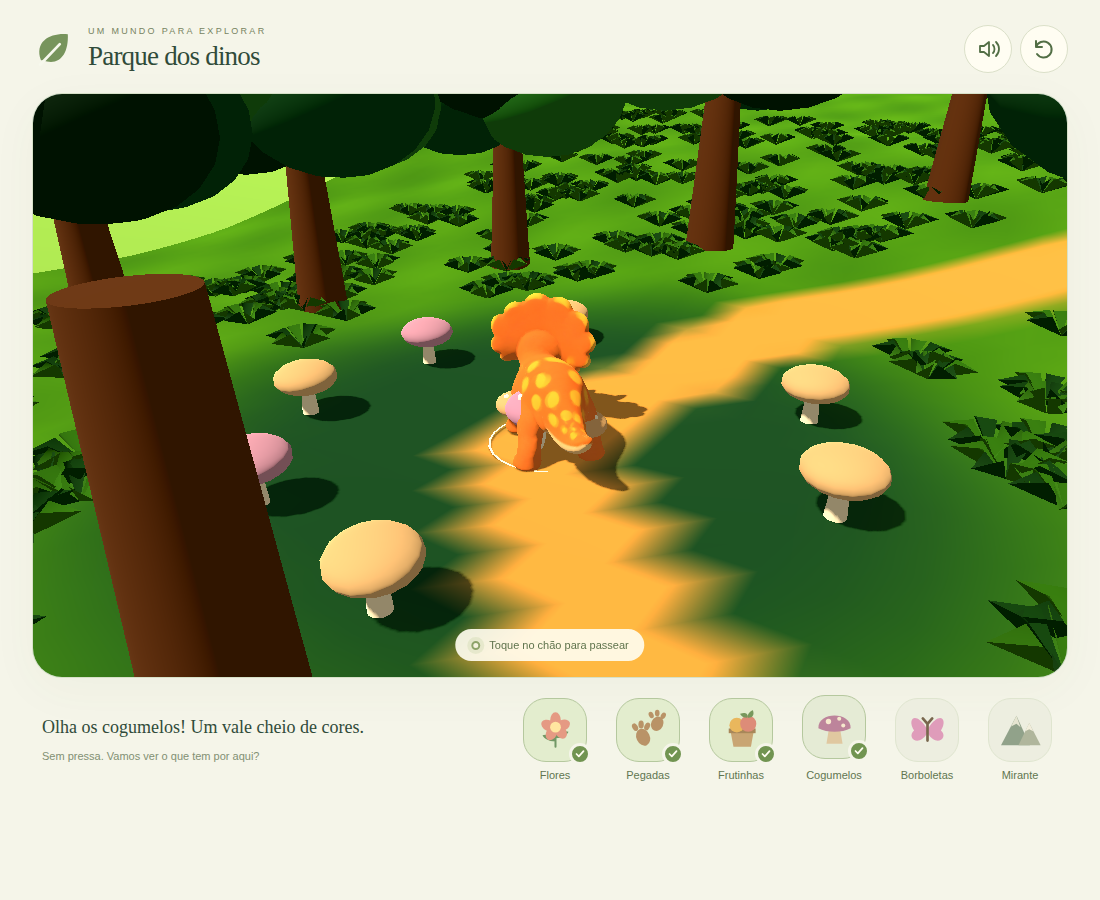 UM MUNDO PARA EXPLORAR
Parque dos dinos
Toque no chão para passear
Olha os cogumelos! Um vale cheio de cores.
Sem pressa. Vamos ver o que tem por aqui?
Flores
Pegadas
Frutinhas
Cogumelos
Borboletas
Mirante